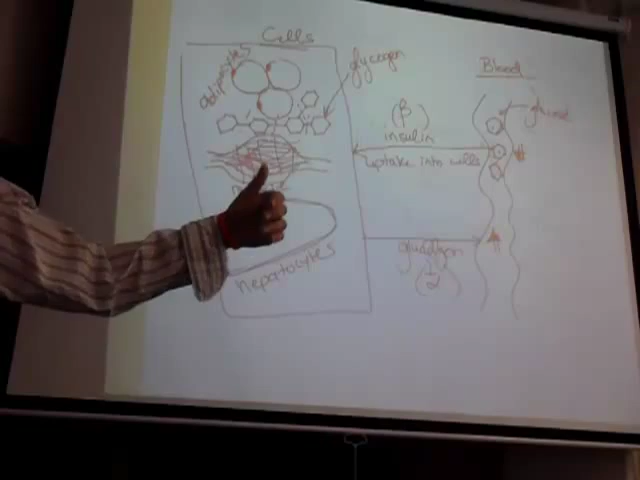 Cells
adipocytes
glycogen
Blood
glucose
(β)
insulin
uptake into cells
glucagon
(α)
hepatocytes